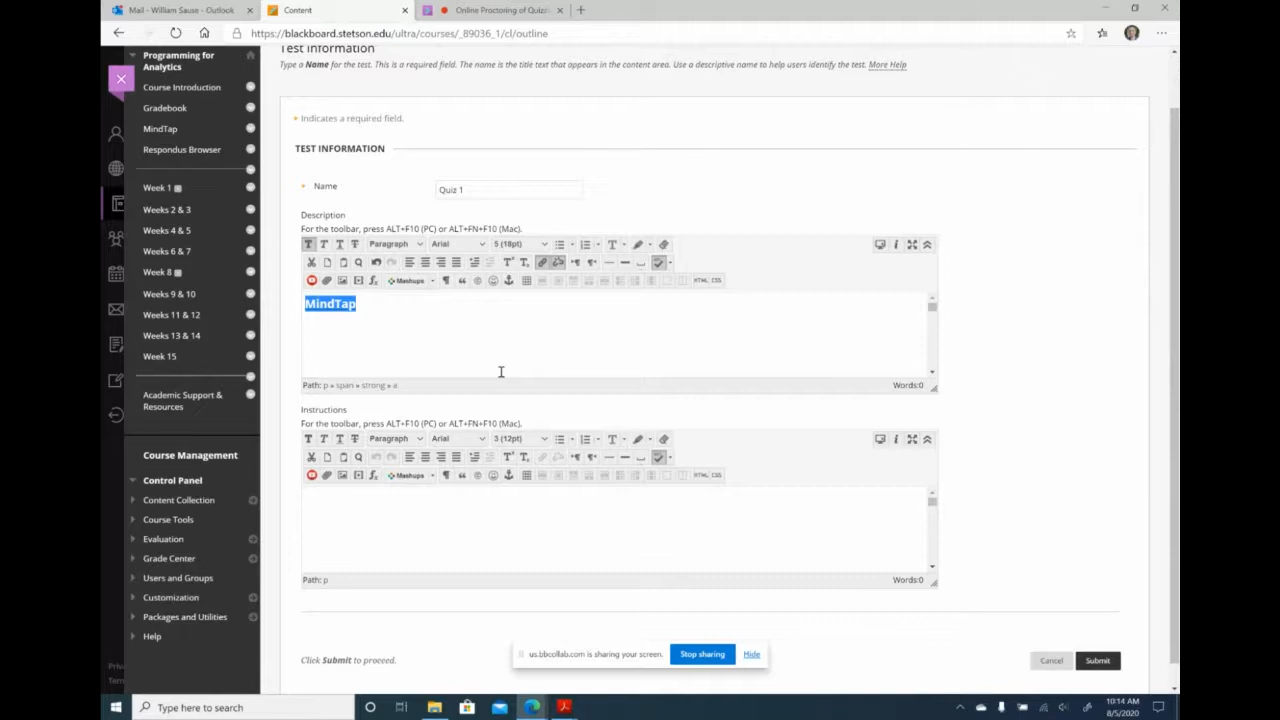 Mail - William Sause - Outlook
Content
Online Proctoring of Quizz
https://blackboard.stetson.edu/ultra/courses/_89036_1/cl/outline
Programming for
Analytics
Course Introduction
Gradebook
MindTap
Respondus Browser
Week 1
Weeks 2 & 3
Weeks 4 & 5
Weeks 6 & 7
Week 8
Weeks 9 & 10
Weeks 11 & 12
Weeks 13 & 14
Week 15
Academic Support &
Resources
Course Management
Control Panel
Content Collection
Course Tools
Evaluation
Grade Center
Users and Groups
Customization
Packages and Utilities
Help
Priv
Term
Test Information
Type a Name for the test. This is a required field. The name is the title text that appears in the content area. Use a descriptive name to help users identify the test. More Help
* Indicates a required field.
TEST INFORMATION
* Name
Quiz 1
Description
For the toolbar, press ALT+F10 (PC) or ALT+FN+F10 (Mac).
T T T T Paragraph Arial 5 (18pt)
Mashups HTML CSS
MindTap
Path: p » span » strong » a
Words:0
Instructions
For the toolbar, press ALT+F10 (PC) or ALT+FN+F10 (Mac).
T T T T Paragraph Arial 3 (12pt)
Mashups HTML CSS
Path: p
Words:0
us.bbcollab.com is sharing your screen.
Stop sharing
Hide
Click Submit to proceed.
Cancel
Submit
Type here to search
10:14 AM
8/5/2020